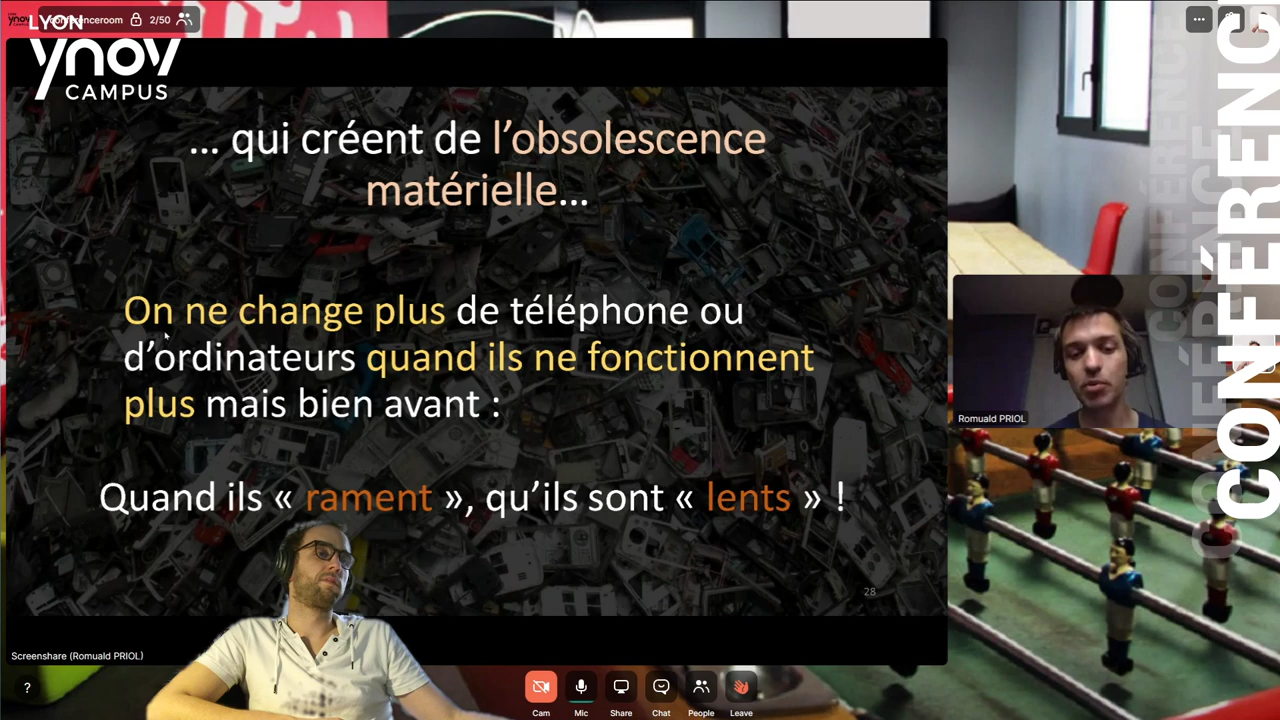 LYON
conferenceroom 2/50
ynov
CAMPUS
... qui créent de l'obsolescence
matérielle...
On ne change plus de téléphone ou
d'ordinateurs quand ils ne fonctionnent
plus mais bien avant :
Quand ils « rament », qu'ils sont « lents » !
28
Screenshare (Romuald PRIOL)
Romuald PRIOL
CONFÉRENC
CONFÉRENCE
CONFÉRENCE
?
Cam
Mic
Share
Chat
People
Leave